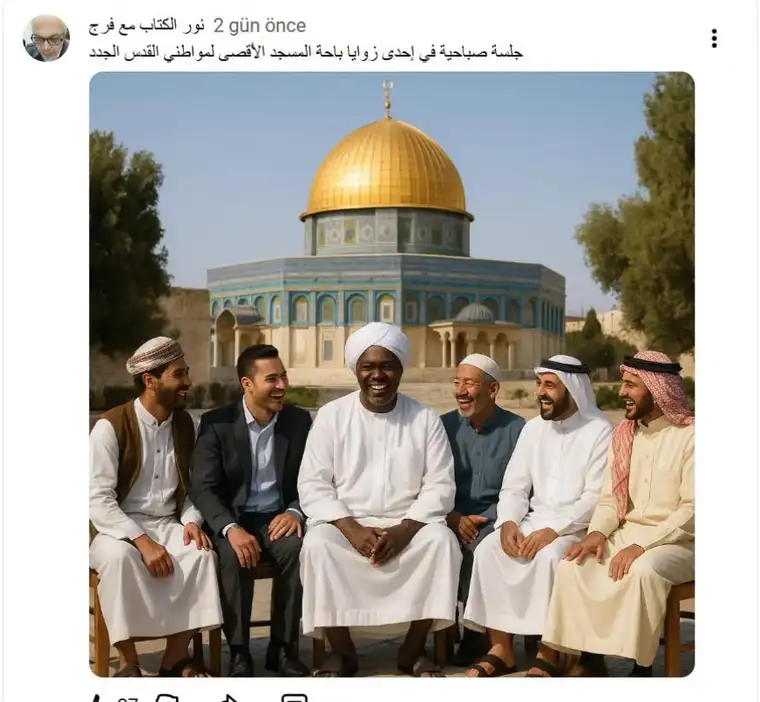 نور الكتاب مع فرج 2 gün önce
جلسة صباحية في إحدى زوايا باحة المسجد الأقصى لمواطني القدس الجدد